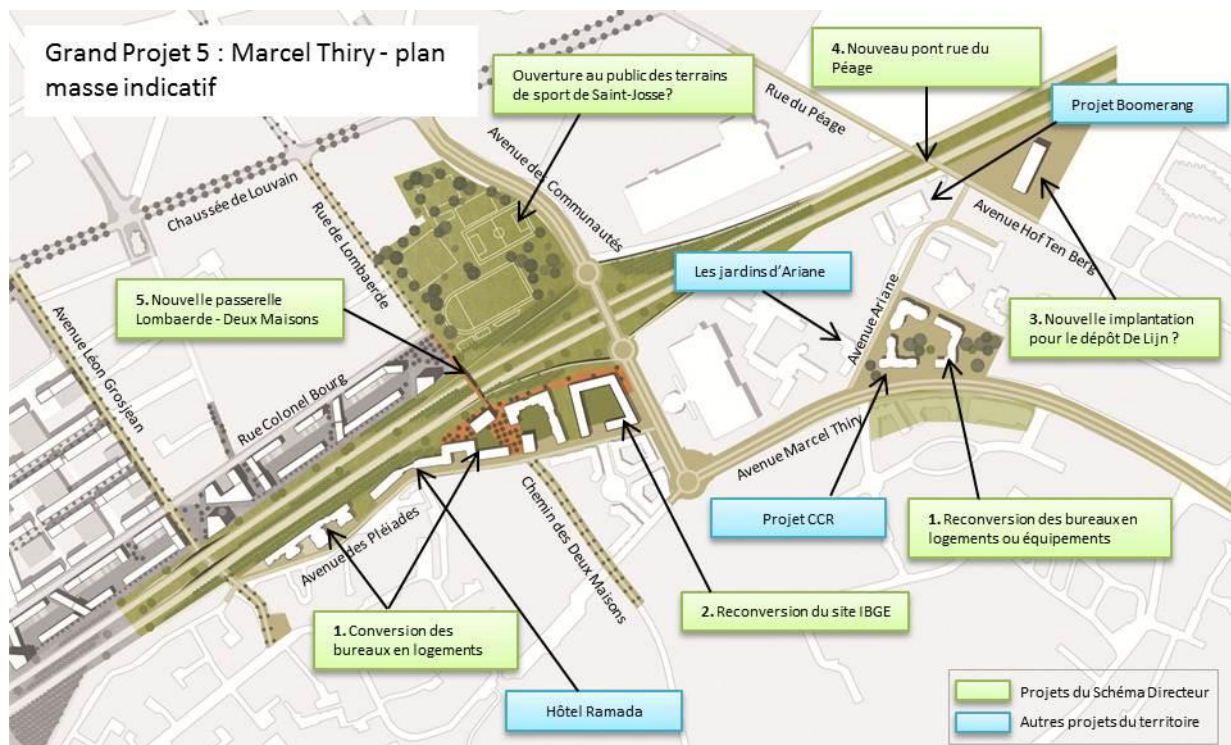 Grand Projet 5 : Marcel Thiry - plan
masse indicatif
Ouverture au public des terrains
de sport de Saint-Josse?
4. Nouveau pont rue du
Péage
Projet Boomerang
Rue du Péage
Avenue des Communautés
Chaussée de Louvain
Rue de Lombaerde
Avenue Hof Ten Berg
Les jardins d'Ariane
5. Nouvelle passerelle
Lombaerde - Deux Maisons
Avenue Ariane
3. Nouvelle implantation
pour le dépôt De Lijn ?
Avenue Léon Grosjean
Rue Colonel Bourg
Avenue Marcel Thiry
Chemin des Deux Maisons
Avenue des Pléiades
Projet CCR
1. Reconversion des bureaux en
logements ou équipements
2. Reconversion du site IBGE
1. Conversion des
bureaux en logements
Hôtel Ramada
Projets du Schéma Directeur
Autres projets du territoire